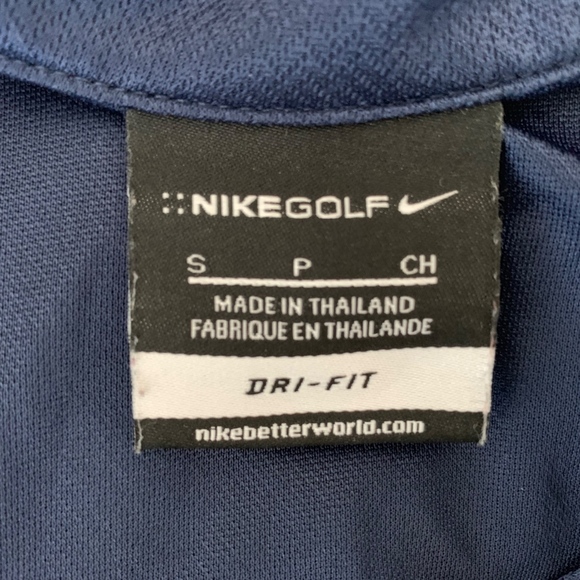 NIKEGOLF
S P CH
MADE IN THAILAND
FABRIQUE EN THAILANDE
DRI-FIT
nikebetterworld.com